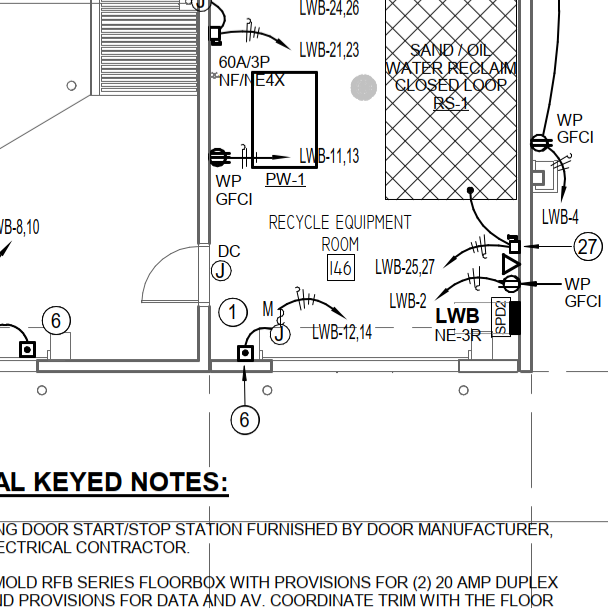 J
LWB-24,26
LWB-21,23
60A/3P
NF/NE4X
SAND / OIL
WATER RECLAIM
CLOSED LOOP
RS-1
WP
GFCI
LWB-11,13
PW-1
WP
GFCI
LWB-4
WB-8,10
RECYCLE EQUIPMENT
ROOM
146
DC
J
LWB-25,27
27
LWB-2
WP
GFCI
6
1
M
J
LWB-12,14
LWB
NE-3R
SPD2
6
AL KEYED NOTES:
NG DOOR START/STOP STATION FURNISHED BY DOOR MANUFACTURER,
ECTRICAL CONTRACTOR.
MOLD RFB SERIES FLOORBOX WITH PROVISIONS FOR (2) 20 AMP DUPLEX
ND PROVISIONS FOR DATA AND AV. COORDINATE TRIM WITH THE FLOOR